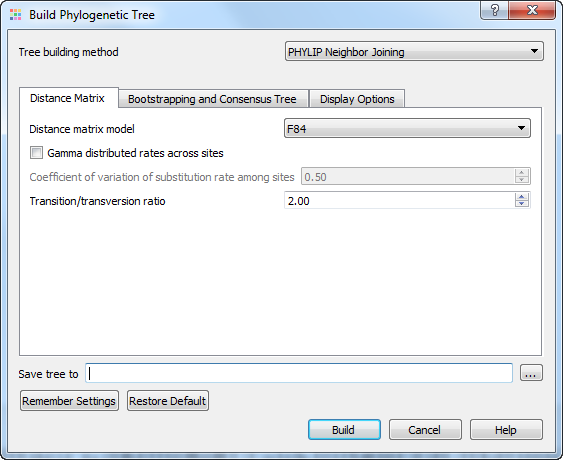 Build Phylogenetic Tree
?
Tree building method PHYLIP Neighbor Joining
Distance Matrix Bootstrapping and Consensus Tree Display Options
Distance matrix model F84
Gamma distributed rates across sites
Coefficient of variation of substitution rate among sites 0.50
Transition/transversion ratio 2.00
Save tree to ...
Remember Settings Restore Default
Build Cancel Help